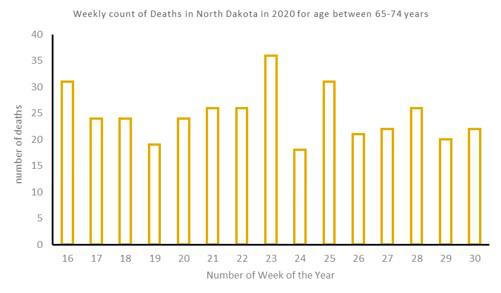 Weekly count of Deaths in North Dakota in 2020 for age between 65-74 years
number of deaths
40
35
30
25
20
15
10
5
0
16 17 18 19 20 21 22 23 24 25 26 27 28 29 30
Number of Week of the Year